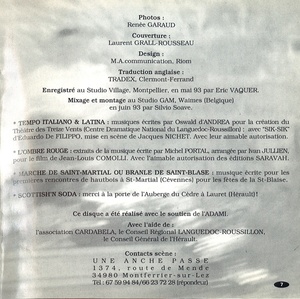 Photos :
Renée GARAUD
Couverture :
Laurent GRALL-ROUSSEAU
Design :
M.A.communication, Riom
Traduction anglaise :
TRADEX, Clermont-Ferrand
Enregistré au Studio Village, Montpellier, en mai 93 par Eric VAQUER.
Mixage et montage au Studio GAM, Waimes (Belgique)
en juin 93 par Silvio Soave.
* TEMPO ITALIANO & LATINA : musiques écrites par Oswald d'ANDREA pour la création du
Théâtre des Treize Vents (Centre Dramatique National du Languedoc-Roussillon) : avec "SIK-SIK"
d'Eduardo De FILIPPO, mise en scène de Jacques NICHET. Avec leur aimable autorisation.
* L'OMBRE ROUGE : extraits de la musique écrite par Michel PORTAL, arrangée par Ivan JULLIEN,
pour le film de Jean-Louis COMOLLI. Avec l'aimable autorisation des éditions SARAVAH.
* MARCHE DE SAINT-MARTIAL OU BRANLE DE SAINT-BLAISE : musique écrite pour les
premières rencontres de hautbois à St-Martial (Cévennes) pour les fêtes de la St-Blaise.
* SCOTTISH'N SODA : merci à la porte de l'Auberge du Cèdre à Lauret (Hérault) !
Ce disque a été réalisé avec le soutien de l'ADAMI.
Avec l'aide de :
l'association CARDABELA, le Conseil Régional LANGUEDOC-ROUSSILLON,
le Conseil Général de l'Hérault.
Contacts scène :
UNE ANCHE PASSE
1374, route de Mende
34980 Montferrier-sur-Lez
Tél : 67 59 94 84/66 23 72 28 (répondeur)
7